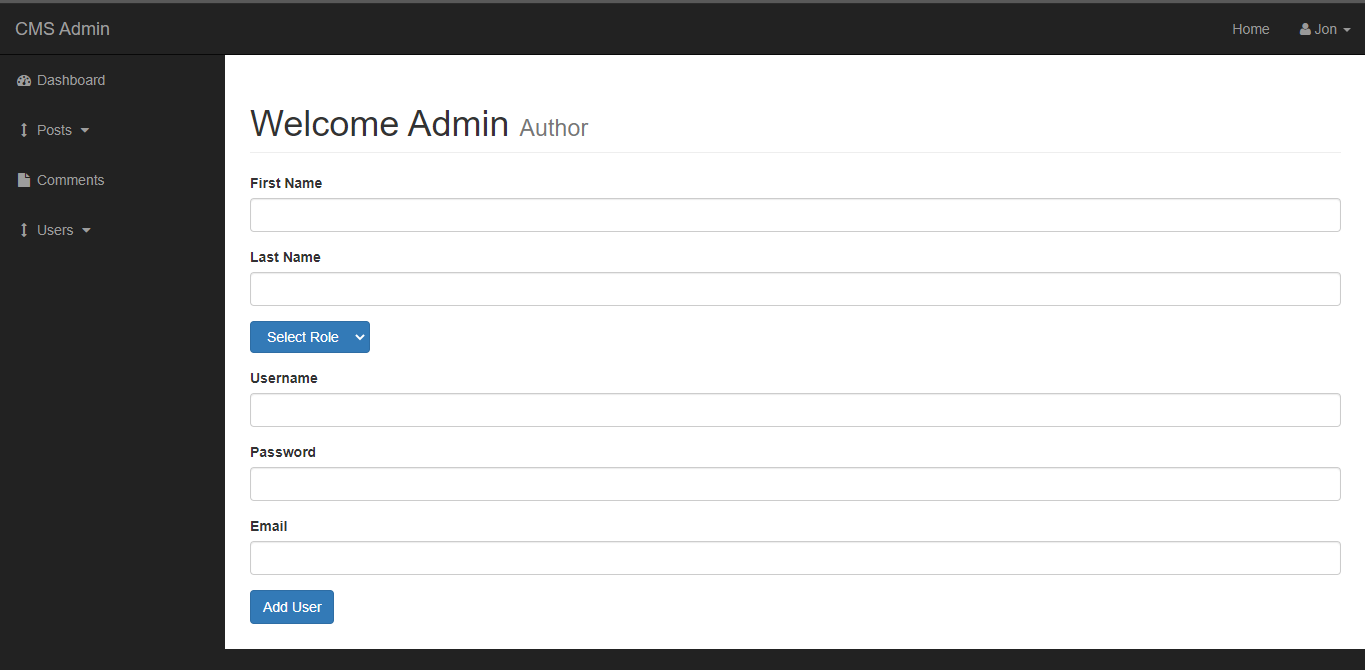 CMS Admin
Home
Jon
Dashboard
Posts
Comments
Users
Welcome Admin Author
First Name
Last Name
Select Role
Username
Password
Email
Add User